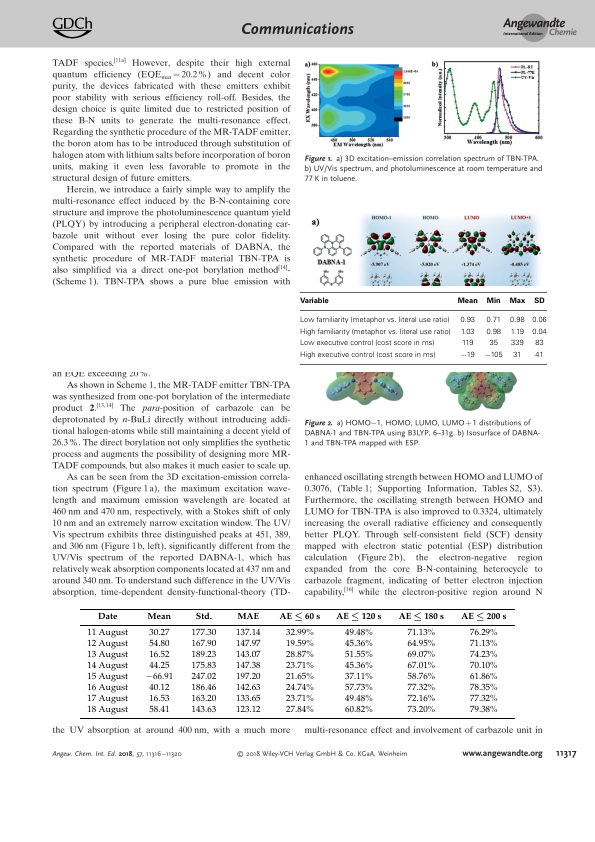 GDCh
Communications
Angewandte
International Edition
Chemie
TADF species.[11a] However, despite their high external
quantum efficiency (EQEmax = 20.2 %) and decent color
purity, the devices fabricated with these emitters exhibit
poor stability with serious efficiency roll-off. Besides, the
design choice is quite limited due to restricted position of
these B-N units to generate the multi-resonance effect.
Regarding the synthetic procedure of the MR-TADF emitter,
the boron atom has to be introduced through substitution of
halogen atom with lithium salts before incorporation of boron
units, making it even less favorable to promote in the
structural design of future emitters.
Herein, we introduce a fairly simple way to amplify the
multi-resonance effect induced by the B-N-containing core
structure and improve the photoluminescence quantum yield
(PLQY) by introducing a peripheral electron-donating car-
bazole unit without ever losing the pure color fidelity.
Compared with the reported materials of DABNA, the
synthetic procedure of MR-TADF material TBN-TPA is
also simplified via a direct one-pot borylation method[14]-
(Scheme 1). TBN-TPA shows a pure blue emission with
an EQE exceeding 20 %.
As shown in Scheme 1, the MR-TADF emitter TBN-TPA
was synthesized from one-pot borylation of the intermediate
product 2.[13,14] The para-position of carbazole can be
deprotonated by n-BuLi directly without introducing addi-
tional halogen-atoms while still maintaining a decent yield of
26.3 %. The direct borylation not only simplifies the synthetic
process and augments the possibility of designing more MR-
TADF compounds, but also makes it much easier to scale up.
As can be seen from the 3D excitation-emission correla-
tion spectrum (Figure 1 a), the maximum excitation wave-
length and maximum emission wavelength are located at
460 nm and 470 nm, respectively, with a Stokes shift of only
10 nm and an extremely narrow excitation window. The UV/
Vis spectrum exhibits three distinguished peaks at 451, 389,
and 306 nm (Figure 1 b, left), significantly different from the
UV/Vis spectrum of the reported DABNA-1, which has
relatively weak absorption components located at 437 nm and
around 340 nm. To understand such difference in the UV/Vis
absorption, time-dependent density-functional-theory (TD-
a)
EX Wavelength (nm)
EM Wavelength (nm)
b)
Normalized Intensity (a.u.)
Wavelength (nm)
300 400 500 600
PL-RT
PL-77K
UV-Vis
Figure 1. a) 3D excitation–emission correlation spectrum of TBN-TPA.
b) UV/Vis spectrum, and photoluminescence at room temperature and
77 K in toluene.
a)
HOMO-1 HOMO LUMO LUMO+1
DABNA-1
-5.907 eV -5.020 eV -1.374 eV -0.485 eV
Variable Mean Min Max SD
Low familiarity (metaphor vs. literal use ratio) 0.93 0.71 0.98 0.06
High familiarity (metaphor vs. literal use ratio) 1.03 0.98 1.19 0.04
Low executive control (cost score in ms) 119 35 339 83
High executive control (cost score in ms) −19 −105 31 41
Figure 2. a) HOMO−1, HOMO, LUMO, LUMO + 1 distributions of
DABNA-1 and TBN-TPA using B3LYP, 6–31g. b) Isosurface of DABNA-
1 and TBN-TPA mapped with ESP.
enhanced oscillating strength between HOMO and LUMO of
0.3076, (Table 1; Supporting Information, Tables S2, S3).
Furthermore, the oscillating strength between HOMO and
LUMO for TBN-TPA is also improved to 0.3324, ultimately
increasing the overall radiative efficiency and consequently
better PLQY. Through self-consistent field (SCF) density
mapped with electron static potential (ESP) distribution
calculation (Figure 2 b), the electron-negative region
expanded from the core B-N-containing heterocycle to
carbazole fragment, indicating of better electron injection
capability,[16] while the electron-positive region around N
Date Mean Std. MAE AE ≤ 60 s AE ≤ 120 s AE ≤ 180 s AE ≤ 200 s
11 August 30.27 177.30 137.14 32.99% 49.48% 71.13% 76.29%
12 August 54.80 167.90 147.97 19.59% 45.36% 64.95% 71.13%
13 August 16.52 189.23 143.07 28.87% 51.55% 69.07% 74.23%
14 August 44.25 175.83 147.38 23.71% 45.36% 67.01% 70.10%
15 August −66.91 247.02 197.20 21.65% 37.11% 58.76% 61.86%
16 August 40.12 186.46 142.63 24.74% 57.73% 77.32% 78.35%
17 August 16.53 163.20 133.65 23.71% 49.48% 72.16% 77.32%
18 August 58.41 143.63 123.12 27.84% 60.82% 73.20% 79.38%
the UV absorption at around 400 nm, with a much more
multi-resonance effect and involvement of carbazole unit in
Angew. Chem. Int. Ed. 2018, 57, 11316–11320
© 2018 Wiley-VCH Verlag GmbH & Co. KGaA, Weinheim
www.angewandte.org 11317